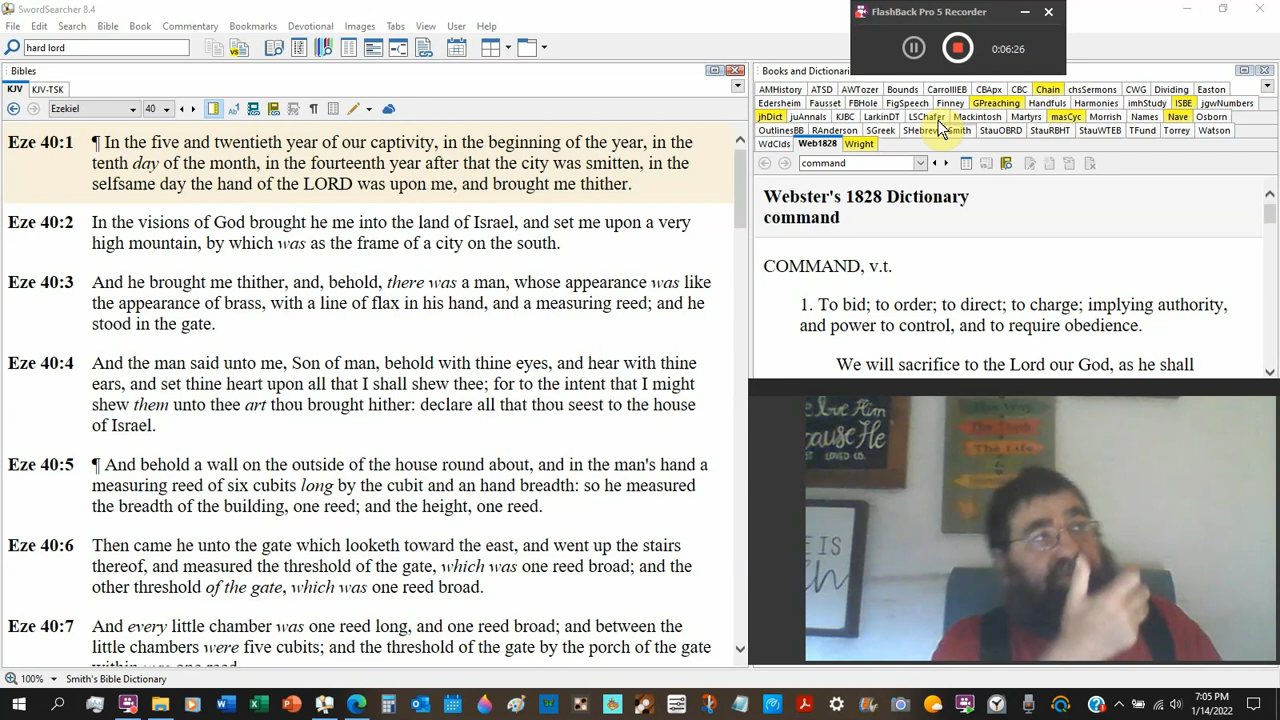 SwordSearcher 8.4
File Edit Search Bible Book Commentary Bookmarks Devotional Images Tabs View User Help
hard lord
FlashBack Pro 5 Recorder
0:06:26
Bibles
KJV KJV-TSK
Ezekiel 40:1
Eze 40:1 ¶ In the five and twentieth year of our captivity, in the beginning of the year, in the
tenth day of the month, in the fourteenth year after that the city was smitten, in the
selfsame day the hand of the LORD was upon me, and brought me thither.
Eze 40:2 In the visions of God brought he me into the land of Israel, and set me upon a very
high mountain, by which was as the frame of a city on the south.
Eze 40:3 And he brought me thither, and, behold, there was a man, whose appearance was like
the appearance of brass, with a line of flax in his hand, and a measuring reed; and he
stood in the gate.
Eze 40:4 And the man said unto me, Son of man, behold with thine eyes, and hear with thine
ears, and set thine heart upon all that I shall shew thee; for to the intent that I might
shew them unto thee art thou brought hither: declare all that thou seest to the house
of Israel.
Eze 40:5 ¶ And behold a wall on the outside of the house round about, and in the man's hand a
measuring reed of six cubits long by the cubit and an hand breadth: so he measured
the breadth of the building, one reed; and the height, one reed.
Eze 40:6 Then came he unto the gate which looketh toward the east, and went up the stairs
thereof, and measured the threshold of the gate, which was one reed broad; and the
other threshold of the gate, which was one reed broad.
Eze 40:7 And every little chamber was one reed long, and one reed broad; and between the
little chambers were five cubits; and the threshold of the gate by the porch of the gate
within was one reed
Books and Dictionari
AMHistory ATSD AWTozer Bounds CarrollIEB CBApx CBC Chain chsSermons CWG Dividing Easton
Edersheim Fausset FBHole FigSpeech Finney GPreaching Handfuls Harmonies imhStudy ISBE jgwNumbers
jhDict juAnnals KJBC LarkinDT LSChafer Mackintosh Martyrs masCyc Morrish Names Nave Osborn
OutlinesBB RAnderson SGreek SHebrew Smith StauOBRD StauRBHT StauWTEB TFund Torrey Watson
WdClds Web1828 Wright
command
Webster's 1828 Dictionary
command
COMMAND, v.t.
1. To bid; to order; to direct; to charge; implying authority,
and power to control, and to require obedience.
We will sacrifice to the Lord our God, as he shall
We love Him
because He
The Life
100% Smith's Bible Dictionary
7:05 PM
1/14/2022